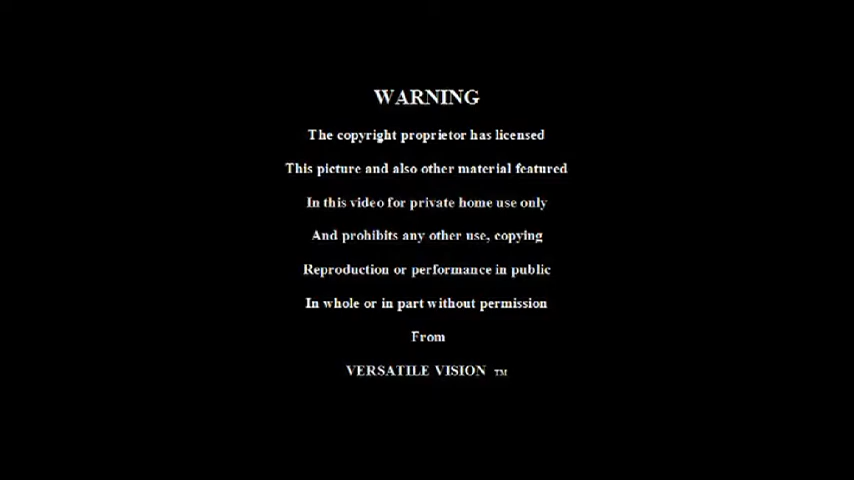 WARNING
The copyright proprietor has licensed
This picture and also other material featured
In this video for private home use only
And prohibits any other use, copying
Reproduction or performance in public
In whole or in part without permission
From
VERSATILE VISION TM